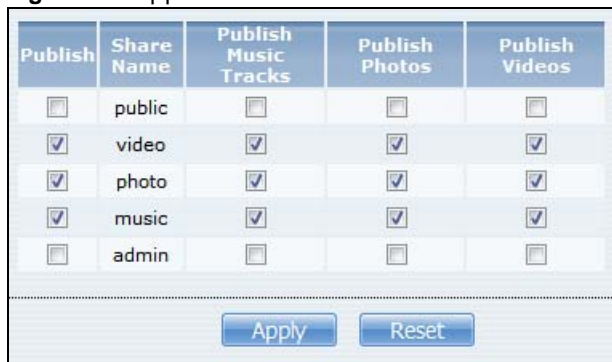 Publish Share Name Publish Music Tracks Publish Photos Publish Videos
public
video
photo
music
admin
Apply Reset